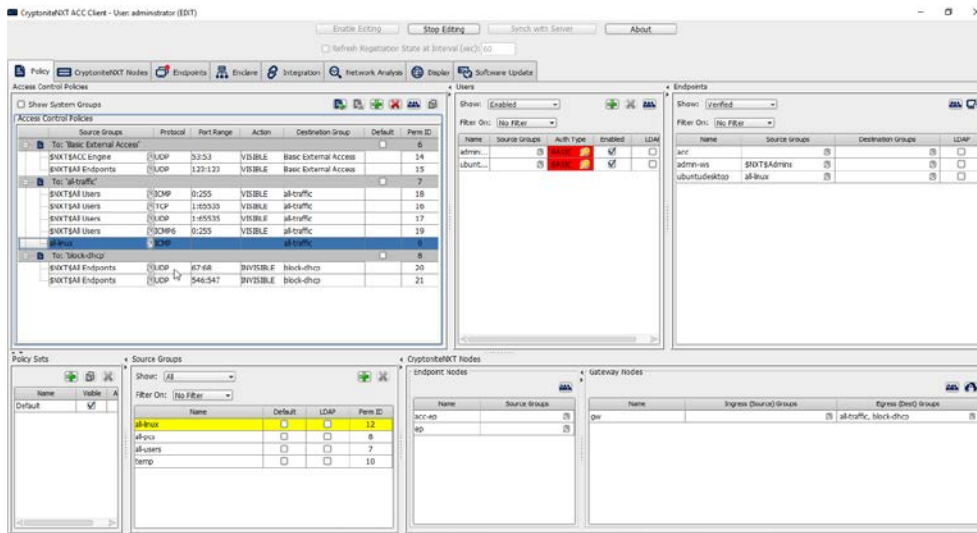 CryptoniteNXT ACC Client - User: administrator (EDIT)
Enable Editing Stop Editing Synch with Server About
Refresh Registration State at Interval (sec): 60
Policy CryptoniteNXT Nodes Endpoints Enclave Integration Network Analysis Display Software Update
Access Control Policies
Show System Groups
Access Control Policies
Source Groups Protocol Port Range Action Destination Group Default Perm ID
To: 'Basic External Access' 6
$NXT$ACC Engine UDP 53:53 VISIBLE Basic External Access 14
$NXT$All Endpoints UDP 123:123 VISIBLE Basic External Access 15
To: 'all-traffic' 7
$NXT$All Users ICMP 0:255 VISIBLE all-traffic 18
$NXT$All Users TCP 1:65535 VISIBLE all-traffic 16
$NXT$All Users UDP 1:65535 VISIBLE all-traffic 17
$NXT$All Users ICMP6 0:255 VISIBLE all-traffic 19
all-linux ICMP all-traffic 0
To: 'block-dhcp' 8
$NXT$All Endpoints UDP 67:68 INVISIBLE block-dhcp 20
$NXT$All Endpoints UDP 546:547 INVISIBLE block-dhcp 21
Users
Show: Enabled
Filter On: No Filter
Name Source Groups Auth Type Enabled LDAP
admin... BASIC
ubunt... BASIC
Endpoints
Show: Verified
Filter On: No Filter
Name Source Groups Destination Groups LDAP
acc
admin-ws $NXT$Admins
ubuntudesktop all-linux
Policy Sets
Name Visible A
Default
Source Groups
Show: All
Filter On: No Filter
Name Default LDAP Perm ID
all-linux 12
all-pcs 8
all-users 7
temp 10
CryptoniteNXT Nodes
Endpoint Nodes
Name Source Groups
acc-ep
ep
Gateway Nodes
Name Ingress (Source) Groups Egress (Dest) Groups
gw all-traffic, block-dhcp